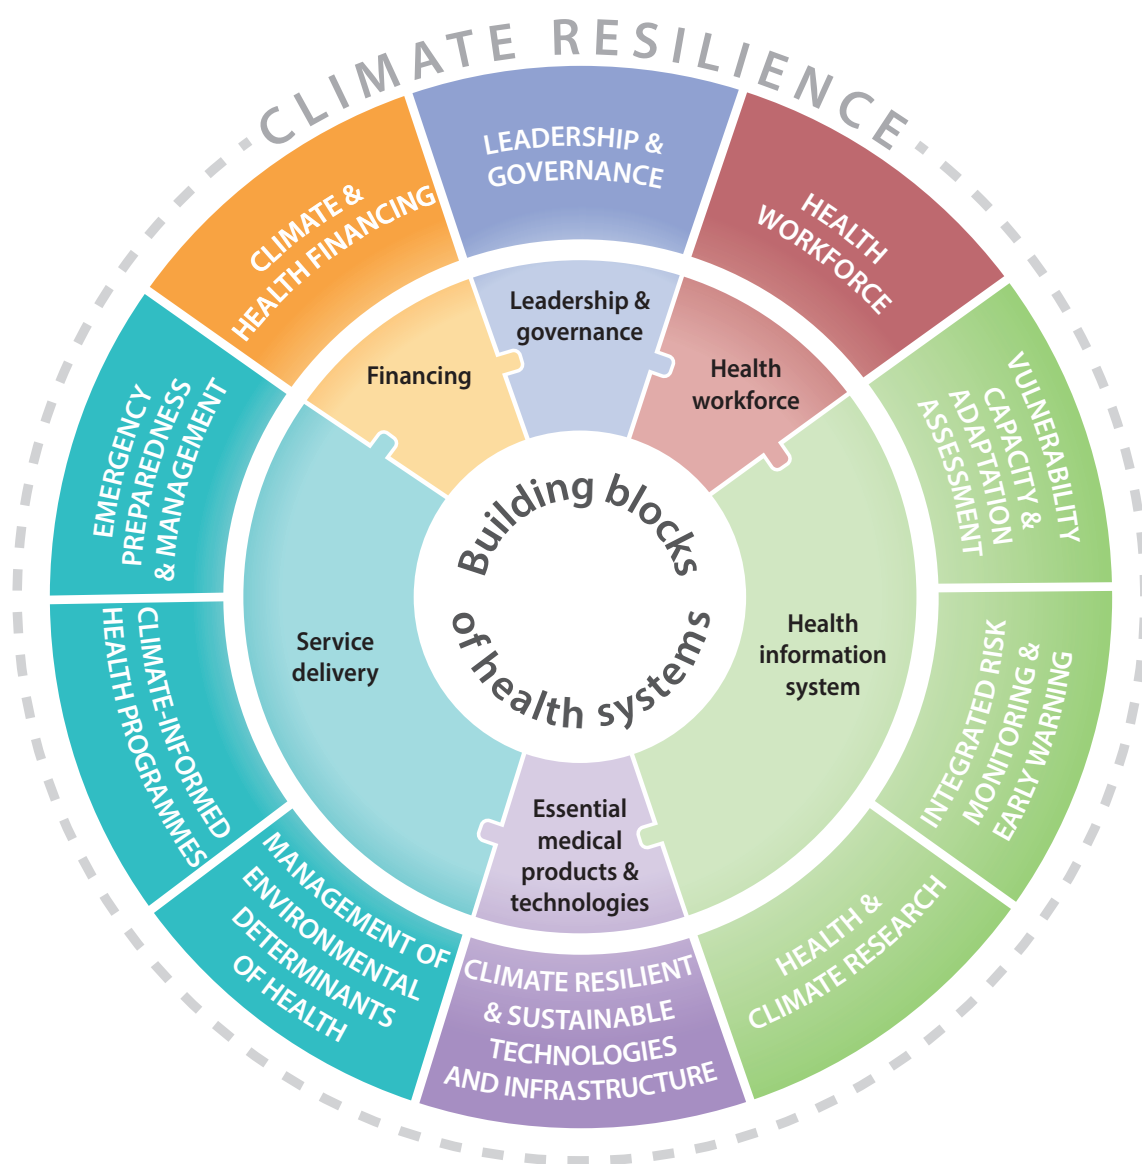 CLIMATE RESILIENCE
LEADERSHIP &
GOVERNANCE
HEALTH
WORKFORCE
VULNERABILITY
CAPACITY &
ADAPTATION
ASSESSMENT
INTEGRATED RISK
MONITORING &
EARLY WARNING
HEALTH &
CLIMATE RESEARCH
CLIMATE RESILIENT
& SUSTAINABLE
TECHNOLOGIES
AND INFRASTRUCTURE
MANAGEMENT OF
ENVIRONMENTAL
DETERMINANTS
OF HEALTH
CLIMATE-INFORMED
HEALTH PROGRAMMES
EMERGENCY
PREPAREDNESS
& MANAGEMENT
CLIMATE &
HEALTH FINANCING
Leadership &
governance
Health
workforce
Health
information
system
Essential
medical
products &
technologies
Service
delivery
Financing
Building blocks
of health systems